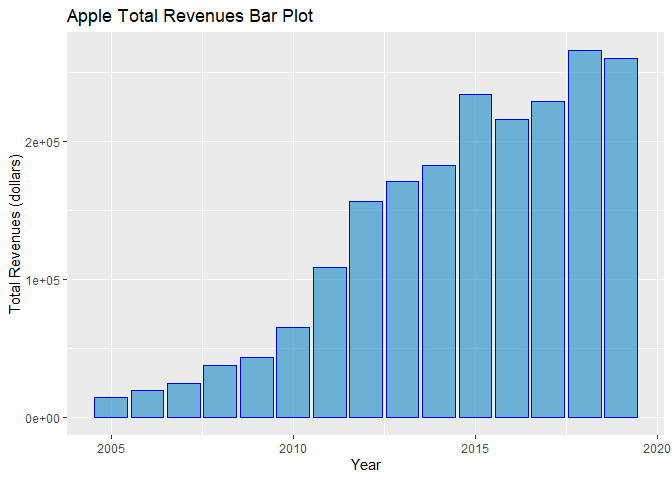 Apple Total Revenues Bar Plot
Total Revenues (dollars)
2e+05
1e+05
0e+00
2005 2010 2015 2020
Year